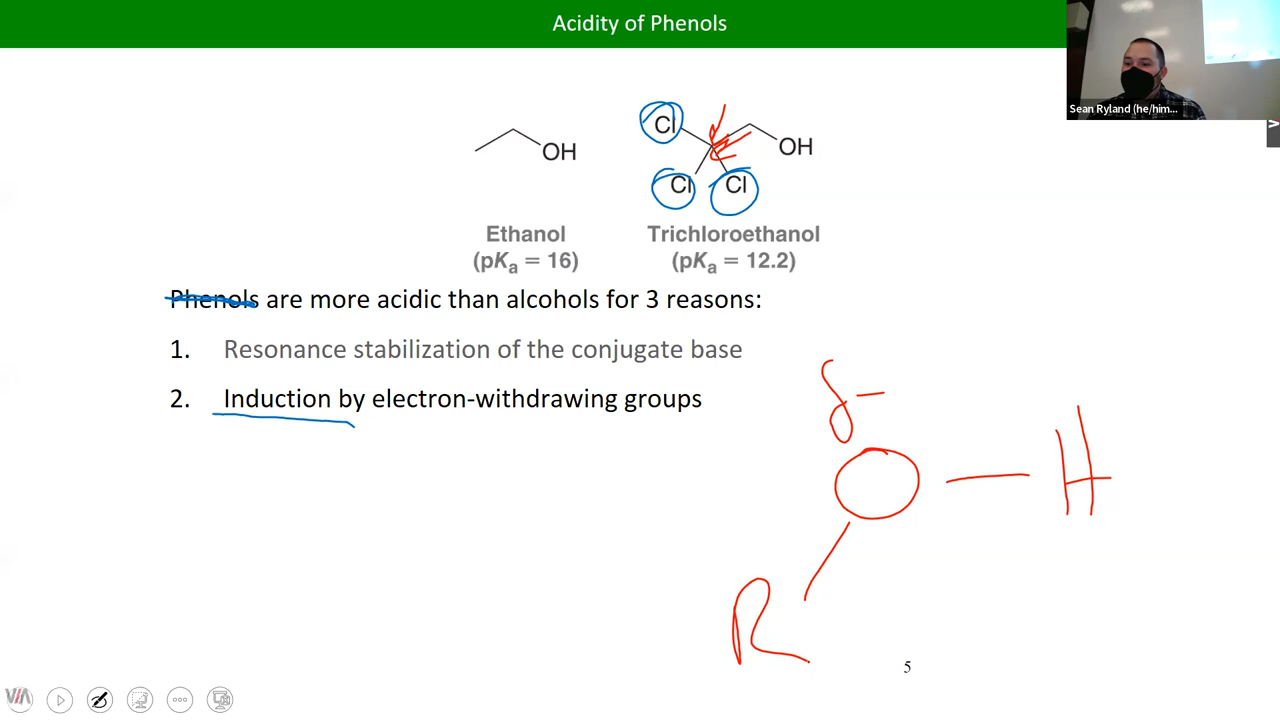 Acidity of Phenols
Sean Ryland (he/him...
Cl
OH
OH
Cl
Cl
Ethanol
(pKa = 16)
Trichloroethanol
(pKa = 12.2)
Phenols are more acidic than alcohols for 3 reasons:
1. Resonance stabilization of the conjugate base
2. Induction by electron-withdrawing groups
δ−
O — H
R
5
VIA